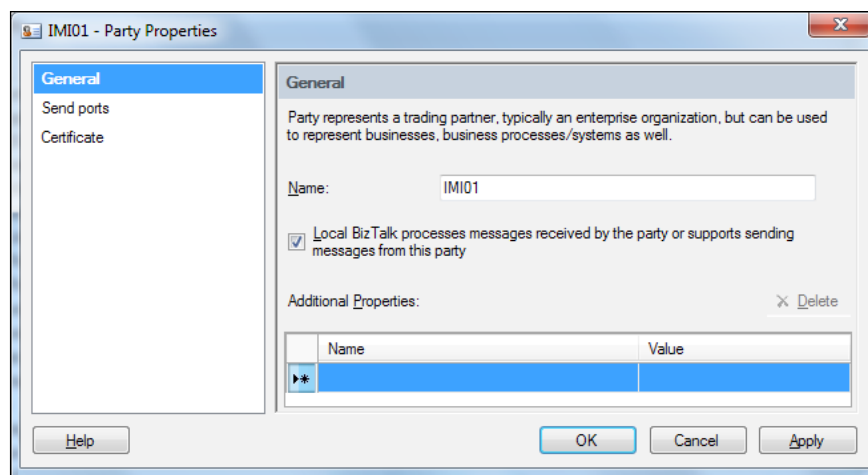 IMI01 - Party Properties
General
Send ports
Certificate
General
Party represents a trading partner, typically an enterprise organization, but can be used
to represent businesses, business processes/systems as well.
Name:
IMI01
Local BizTalk processes messages received by the party or supports sending
messages from this party
Additional Properties:
Delete
Name
Value
Help
OK
Cancel
Apply